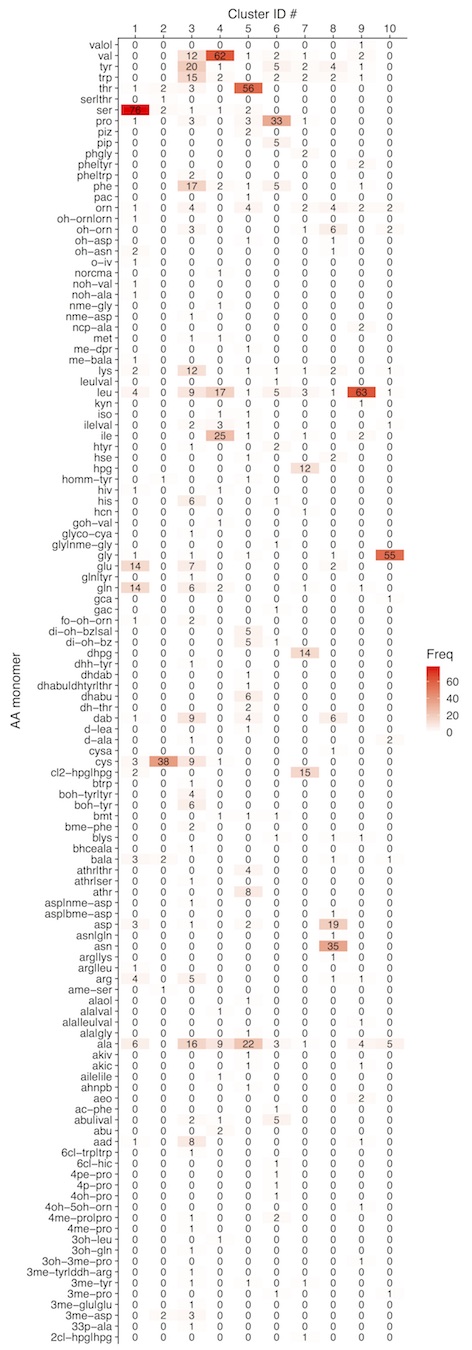 Cluster ID #
1 2 3 4 5 6 7 8 9 10
valol 0 0 0 0 0 0 0 0 1 0
val 0 0 12 62 1 2 1 0 2 0
tyr 0 0 20 1 0 5 2 4 1 0
trp 0 0 15 2 0 2 2 2 1 0
thr 1 2 3 0 56 0 0 0 0 0
ser|thr 0 1 0 0 0 0 0 0 0 0
ser 76 2 1 1 2 0 0 0 0 0
pro 1 0 3 0 3 33 1 0 0 0
piz 0 0 0 0 2 0 0 0 0 0
pip 0 0 0 0 0 5 0 0 0 0
phgly 0 0 0 0 0 0 2 0 0 0
phe|tyr 0 0 0 0 0 0 0 0 2 0
phe|trp 0 0 2 0 0 0 0 0 0 0
phe 0 0 17 2 1 5 0 0 1 0
pac 0 0 0 0 1 0 0 0 0 0
orn 1 0 4 0 4 0 2 4 2 2
oh-orn|orn 1 0 0 0 0 0 0 0 0 0
oh-orn 0 0 3 0 0 0 1 6 0 2
oh-asp 0 0 0 0 1 0 0 1 0 0
oh-asn 2 0 0 0 0 0 0 1 0 0
o-iv 1 0 0 0 0 0 0 0 0 0
norcma 0 0 0 1 0 0 0 0 0 0
noh-val 1 0 0 0 0 0 0 0 0 0
noh-ala 1 0 0 0 0 0 0 0 0 0
nme-gly 0 0 0 1 0 0 0 0 0 0
nme-asp 0 0 1 0 0 0 0 0 0 0
ncp-ala 0 0 0 0 0 0 0 0 2 0
met 0 0 1 1 0 0 0 0 0 0
me-dpr 0 0 0 0 1 0 0 0 0 0
me-bala 1 0 0 0 0 0 0 0 0 0
lys 2 0 12 0 1 1 1 2 0 1
leu|val 0 0 0 0 0 1 0 0 0 0
leu 4 0 9 17 1 5 3 1 63 1
kyn 0 0 0 0 0 0 0 0 1 0
iso 0 0 0 1 1 0 0 0 0 0
ile|val 0 0 2 3 1 0 0 0 0 1
ile 0 0 0 25 1 0 1 0 2 0
htyr 0 0 1 0 0 2 0 0 0 0
hse 0 0 0 0 1 0 0 2 0 0
hpg 0 0 0 0 0 0 12 0 0 0
homm-tyr 0 1 0 0 1 0 0 0 0 0
hiv 1 0 0 1 0 0 0 0 0 0
his 0 0 6 0 1 0 0 0 0 0
hcn 0 0 0 0 0 0 1 0 0 0
goh-val 0 0 0 1 0 0 0 0 0 0
glyco-cya 0 0 1 0 0 0 0 0 0 0
gly|nme-gly 0 0 0 0 0 1 0 0 0 0
gly 1 0 1 0 1 0 0 1 0 55
glu 14 0 7 0 0 0 0 2 0 0
gln|tyr 0 0 1 0 0 0 0 0 0 0
gln 14 0 6 2 0 0 1 0 1 0
gca 0 0 0 0 0 0 0 0 0 1
gac 0 0 0 0 0 1 0 0 0 0
fo-oh-orn 1 0 2 0 0 0 0 0 0 0
di-oh-bz|sal 0 0 0 0 5 0 0 0 0 0
di-oh-bz 0 0 0 0 5 1 0 0 0 0
dhpg 0 0 0 0 0 0 14 0 0 0
dhh-tyr 0 0 1 0 0 0 0 0 0 0
dhdab 0 0 0 0 1 0 0 0 0 0
dhabu|dhtyr|thr 0 0 0 0 1 0 0 0 0 0
dhabu 0 0 0 0 6 0 0 0 0 0
dh-thr 0 0 0 0 2 0 0 0 0 0
dab 1 0 9 0 4 0 0 6 0 0
d-lea 0 0 0 0 1 0 0 0 0 0
d-ala 0 0 1 0 0 0 0 0 2 0
cysa 0 0 0 0 0 0 0 1 0 0
cys 3 38 9 1 0 0 0 0 0 0
cl2-hpg|hpg 2 0 0 0 0 0 15 0 0 0
btrp 0 0 1 0 0 0 0 0 0 0
boh-tyr|tyr 0 0 4 0 0 0 0 0 0 0
boh-tyr 0 0 6 0 0 0 0 0 0 0
bmt 0 0 0 1 1 1 0 0 0 0
bme-phe 0 0 2 0 0 0 0 0 0 0
blys 0 0 0 0 0 1 0 1 1 0
bhceala 0 0 1 0 0 0 0 0 0 0
bala 3 2 0 0 0 0 0 1 0 1
athr|thr 0 0 0 0 4 0 0 0 0 0
athr|ser 0 0 1 0 0 0 0 0 0 0
athr 0 0 0 0 8 0 0 0 0 0
asp|nme-asp 0 0 1 0 0 0 0 0 0 0
asp|bme-asp 0 0 0 0 0 0 0 1 0 0
asp 3 0 1 0 2 0 0 19 0 0
asn|gln 0 0 0 0 0 0 0 1 0 0
asn 0 0 0 0 0 0 0 35 0 0
arg|lys 0 0 0 0 0 0 0 1 0 0
arg|leu 1 0 0 0 0 0 0 0 0 0
arg 4 0 5 0 0 0 0 1 1 0
ame-ser 0 1 0 0 0 0 0 0 0 0
alaol 0 0 0 0 1 0 0 0 0 0
ala|val 0 0 0 1 0 0 0 0 0 0
ala|leu|val 0 0 0 0 0 0 0 0 1 0
ala|gly 0 0 0 0 1 0 0 0 0 0
ala 6 0 16 9 22 3 1 0 4 5
akiv 0 0 0 0 1 0 0 0 0 0
akic 0 0 0 0 1 0 0 0 1 0
aile|ile 0 0 0 1 0 0 0 0 0 0
ahnpb 0 0 0 0 1 0 0 0 0 0
aeo 0 0 0 0 0 0 0 0 2 0
ac-phe 0 0 0 0 0 1 0 0 0 0
abu|ival 0 0 2 1 0 5 0 0 0 0
abu 0 0 0 2 0 0 0 0 0 0
aad 1 0 8 0 0 0 0 0 1 0
6cl-trp|trp 0 0 1 0 0 0 0 0 0 0
6cl-hic 0 0 0 0 0 1 0 0 0 0
4pe-pro 0 0 0 0 0 1 0 0 0 0
4p-pro 0 0 0 0 0 1 0 0 0 0
4oh-pro 0 0 0 0 0 1 0 0 0 0
4oh-5oh-orn 0 0 0 0 0 0 0 0 1 0
4me-pro|pro 0 0 1 0 0 2 0 0 0 0
4me-pro 0 0 1 0 0 0 0 0 0 0
3oh-leu 0 0 0 1 0 0 0 0 0 0
3oh-gln 0 0 1 0 0 0 0 0 0 0
3oh-3me-pro 0 0 0 0 0 0 0 0 1 0
3me-tyr|ddh-arg 0 0 1 0 0 0 0 0 0 0
3me-tyr 0 0 1 0 1 0 1 0 0 0
3me-pro 0 0 0 0 0 1 0 0 0 1
3me-glu|glu 0 0 1 0 0 0 0 0 0 0
3me-asp 0 2 3 0 0 0 0 0 0 0
33p-ala 0 0 1 0 0 0 0 0 0 0
2cl-hpg|hpg 0 0 0 0 0 0 1 0 0 0
AA monomer
Freq
60
40
20
0